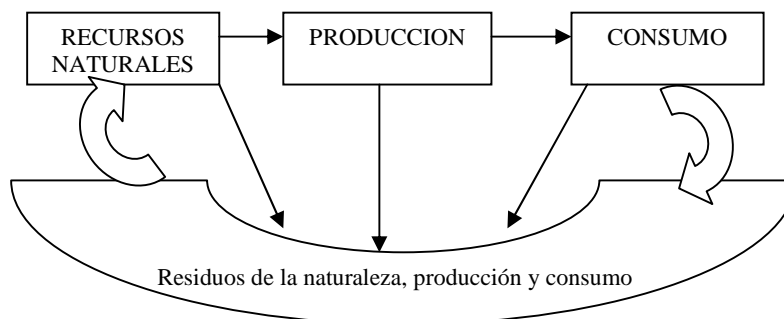 RECURSOS
NATURALES
PRODUCCION
CONSUMO
Residuos de la naturaleza, producción y consumo